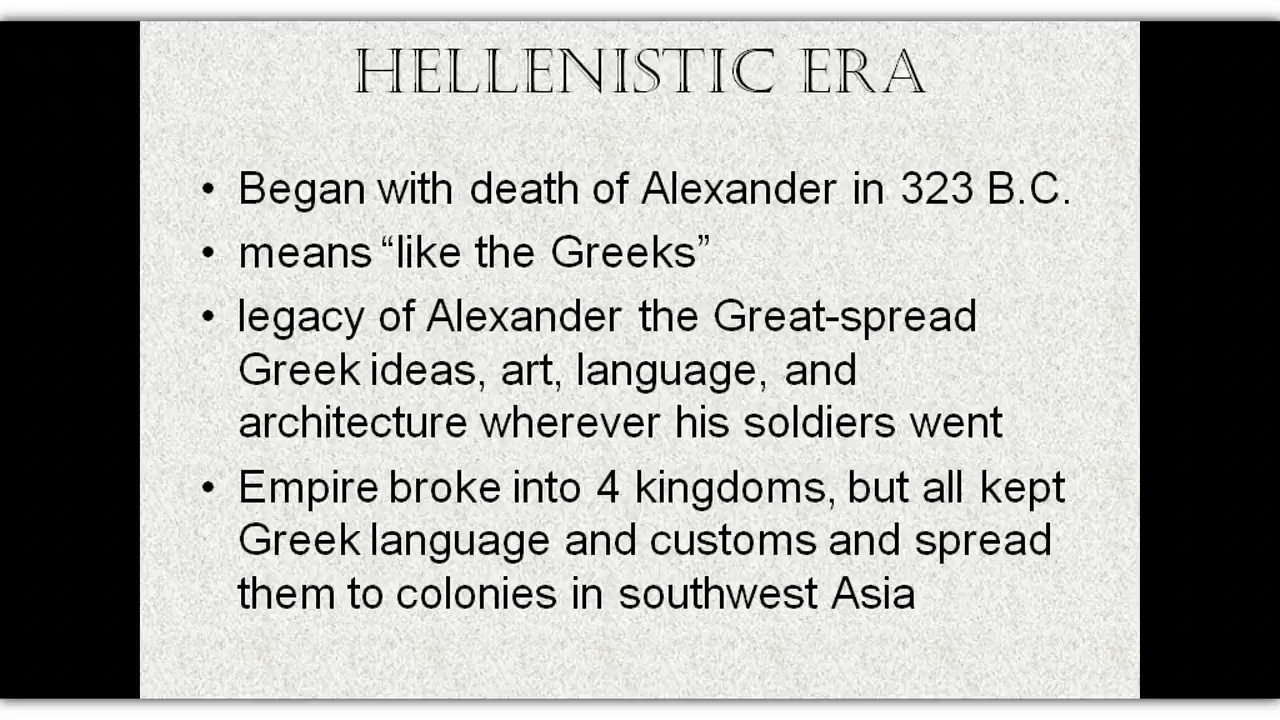 HELLENISTIC ERA
• Began with death of Alexander in 323 B.C.
• means “like the Greeks”
• legacy of Alexander the Great-spread
Greek ideas, art, language, and
architecture wherever his soldiers went
• Empire broke into 4 kingdoms, but all kept
Greek language and customs and spread
them to colonies in southwest Asia